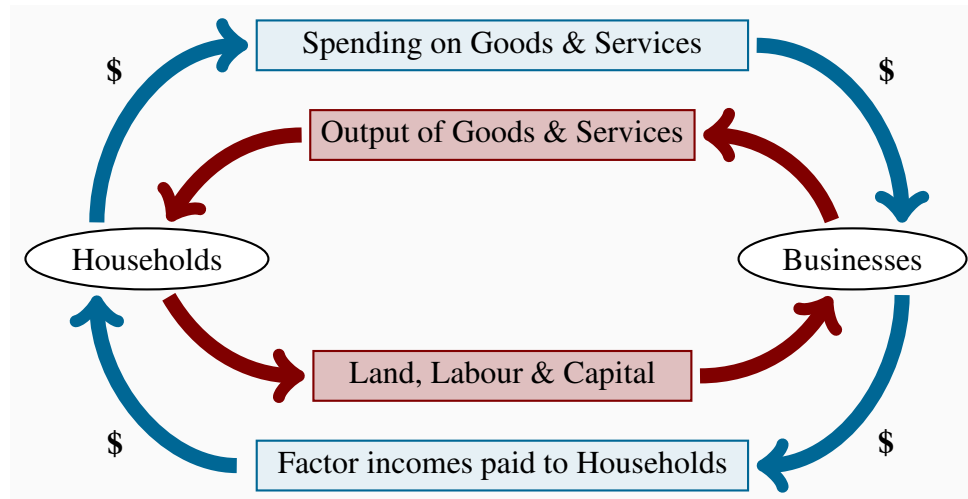 Spending on Goods & Services
$
$
Output of Goods & Services
Households
Businesses
Land, Labour & Capital
$
$
Factor incomes paid to Households